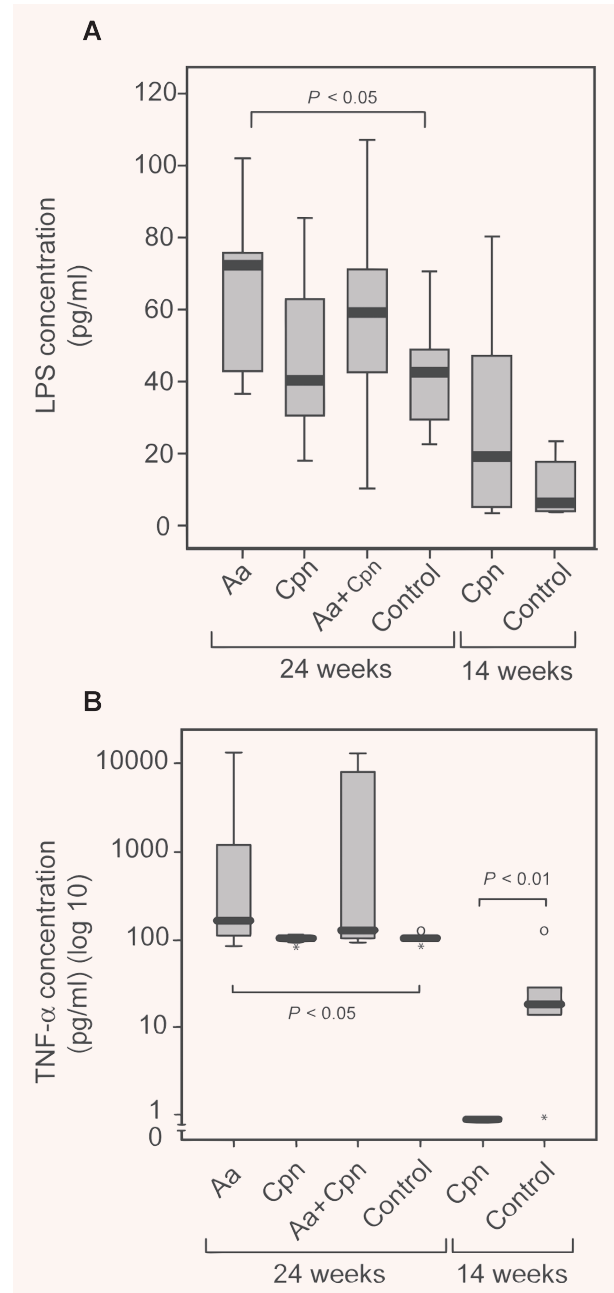 A
P < 0.05
LPS concentration
(pg/ml)
120
100
80
60
40
20
0
Aa
Cpn
Aa+Cpn
Control
Cpn
Control
24 weeks
14 weeks
B
TNF-α concentration
(pg/ml) (log 10)
10000
1000
100
10
1
0
P < 0.01
o
o
*
*
P < 0.05
*
Aa
Cpn
Aa+Cpn
Control
Cpn
Control
24 weeks
14 weeks